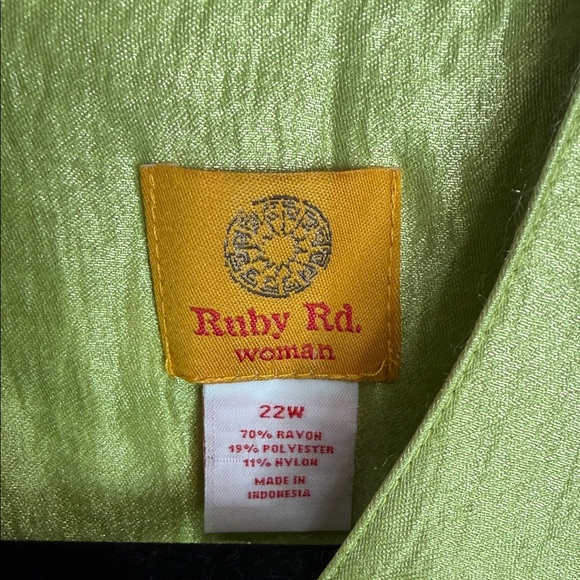 Ruby Rd.
woman
22W
70% RAYON
19% POLYESTER
11% NYLON
MADE IN
INDONESIA